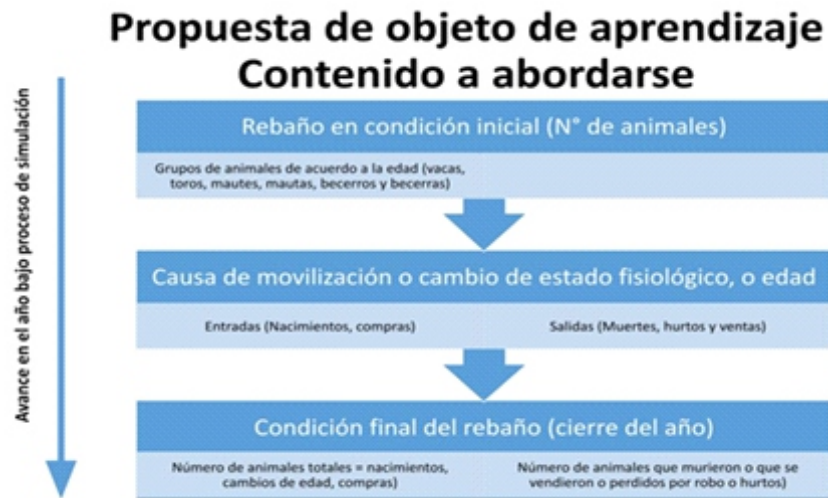 Propuesta de objeto de aprendizaje
Contenido a abordarse
Avance en el año bajo proceso de simulación
Rebaño en condición inicial (N° de animales)
Grupos de animales de acuerdo a la edad (vacas,
toros, mautes, mautas, becerros y becerras)
Causa de movilización o cambio de estado fisiológico, o edad
Entradas (Nacimientos, compras)
Salidas (Muertes, hurtos y ventas)
Condición final del rebaño (cierre del año)
Número de animales totales = nacimientos,
cambios de edad, compras)
Número de animales que murieron o que se
vendieron o perdidos por robo o hurtos)